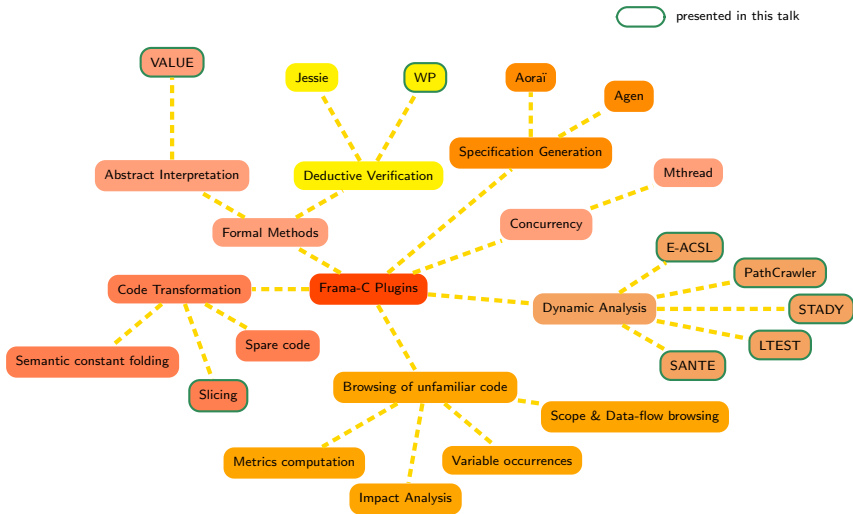 presented in this talk
VALUE
Jessie
WP
Aoraï
Agen
Abstract Interpretation
Deductive Verification
Specification Generation
Mthread
Formal Methods
Concurrency
E-ACSL
PathCrawler
Code Transformation
Frama-C Plugins
Dynamic Analysis
STADY
Semantic constant folding
Spare code
LTEST
SANTE
Slicing
Browsing of unfamiliar code
Scope & Data-flow browsing
Metrics computation
Variable occurrences
Impact Analysis